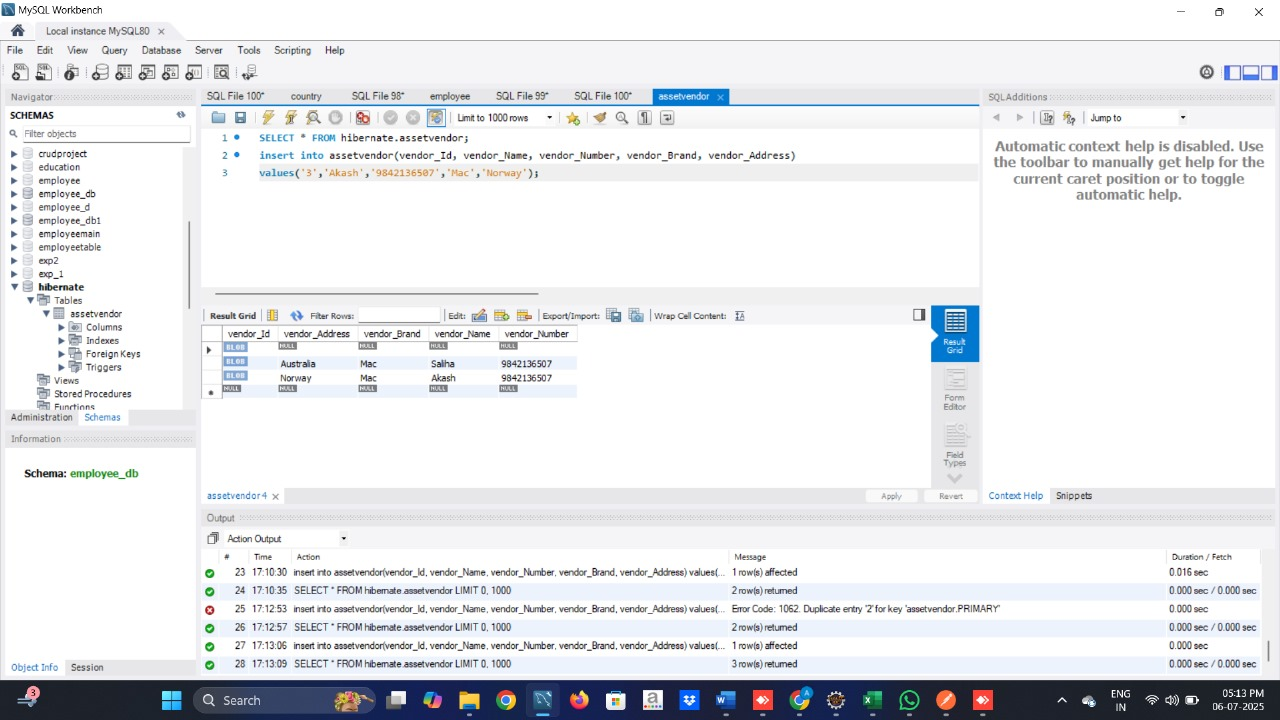 MySQL Workbench
Local instance MySQL80
File Edit View Query Database Server Tools Scripting Help
Navigator
SCHEMAS
Filter objects
crudproject
education
employee
employee_db
employee_d
employee_db1
employeemain
employeetable
exp2
exp_1
hibernate
Tables
assetvendor
Columns
Indexes
Foreign Keys
Triggers
Views
Stored Procedures
Functions
Administration Schemas
Information
Schema: employee_db
Object Info Session
SQL File 100* country SQL File 98* employee SQL File 99* SQL File 100* assetvendor
Limit to 1000 rows
1 SELECT * FROM hibernate.assetvendor;
2 insert into assetvendor(vendor_Id, vendor_Name, vendor_Number, vendor_Brand, vendor_Address)
3 values('3','Akash','9842136507','Mac','Norway');
Result Grid Filter Rows: Edit: Export/Import: Wrap Cell Content:
vendor_Id vendor_Address vendor_Brand vendor_Name vendor_Number
BLOB NULL NULL NULL NULL
BLOB Australia Mac Saliha 9842136507
BLOB Norway Mac Akash 9842136507
NULL NULL NULL NULL NULL
Result Grid
Form Editor
Field Types
assetvendor 4
Apply Revert
SQLAdditions
Jump to
Automatic context help is disabled. Use
the toolbar to manually get help for the
current caret position or to toggle
automatic help.
Context Help Snippets
Output
Action Output
# Time Action Message Duration / Fetch
23 17:10:30 insert into assetvendor(vendor_Id, vendor_Name, vendor_Number, vendor_Brand, vendor_Address) values(... 1 row(s) affected 0.016 sec
24 17:10:35 SELECT * FROM hibernate.assetvendor LIMIT 0, 1000 2 row(s) returned 0.000 sec / 0.000 sec
25 17:12:53 insert into assetvendor(vendor_Id, vendor_Name, vendor_Number, vendor_Brand, vendor_Address) values(... Error Code: 1062. Duplicate entry '2' for key 'assetvendor.PRIMARY' 0.000 sec
26 17:12:57 SELECT * FROM hibernate.assetvendor LIMIT 0, 1000 2 row(s) returned 0.000 sec / 0.000 sec
27 17:13:06 insert into assetvendor(vendor_Id, vendor_Name, vendor_Number, vendor_Brand, vendor_Address) values(... 1 row(s) affected 0.000 sec
28 17:13:09 SELECT * FROM hibernate.assetvendor LIMIT 0, 1000 3 row(s) returned 0.000 sec / 0.000 sec
3
Search
ENG
IN
05:13 PM
06-07-2025